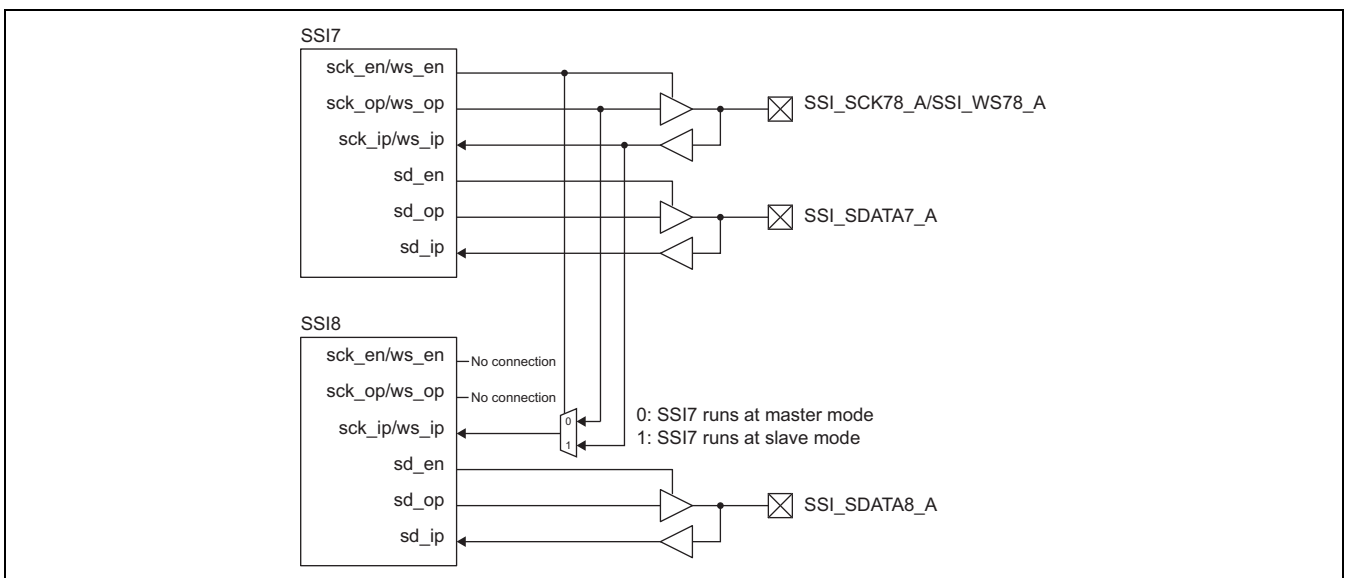 SSI7
sck_en/ws_en
sck_op/ws_op
SSI_SCK78_A/SSI_WS78_A
sck_ip/ws_ip
sd_en
sd_op
SSI_SDATA7_A
sd_ip
SSI8
sck_en/ws_en
No connection
sck_op/ws_op
No connection
0
0: SSI7 runs at master mode
sck_ip/ws_ip
1
1: SSI7 runs at slave mode
sd_en
sd_op
SSI_SDATA8_A
sd_ip